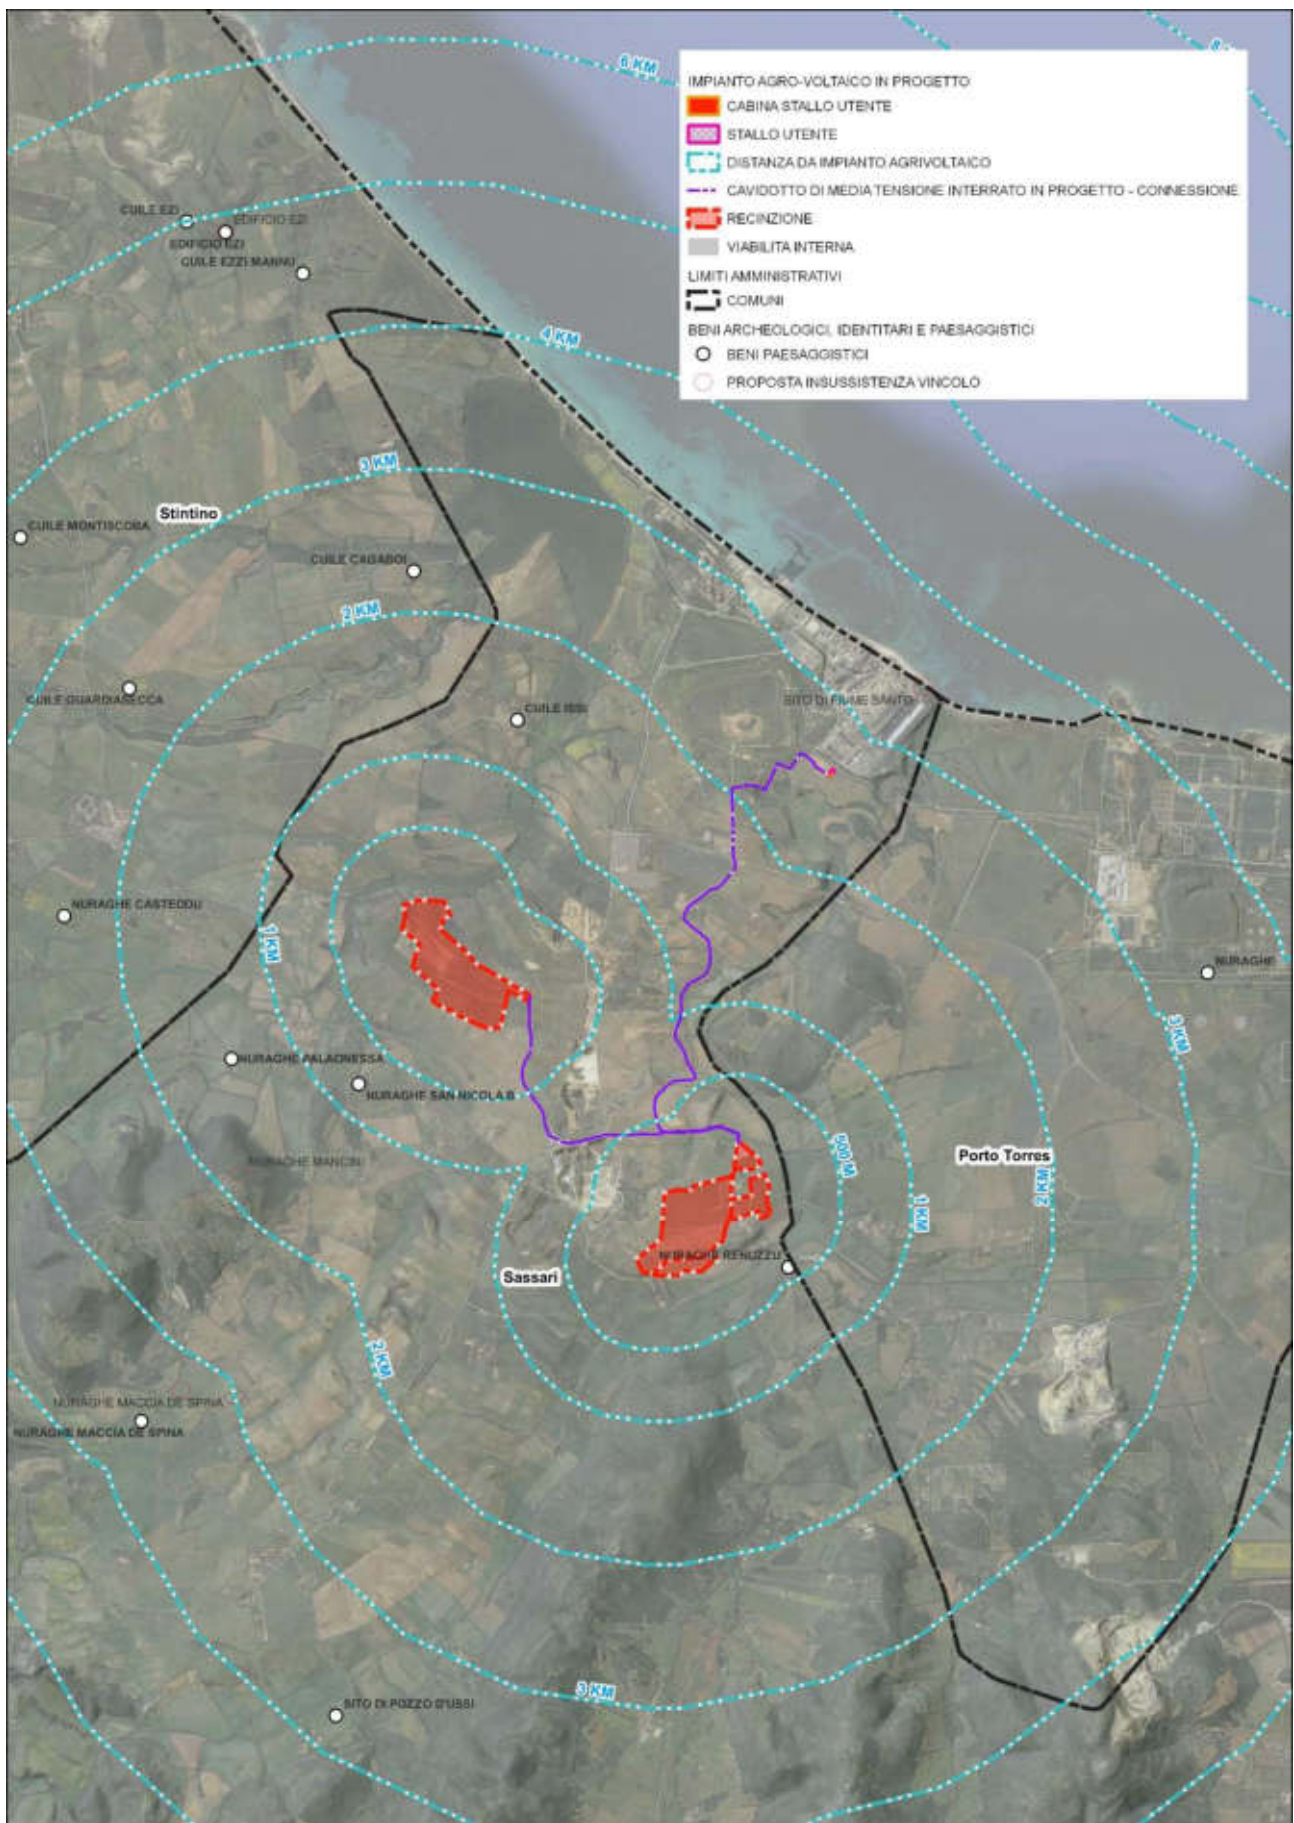 6 KM
IMPIANTO AGRO-VOLTAICO IN PROGETTO
CABINA STALLO UTENTE
STALLO UTENTE
DISTANZA DA IMPIANTO AGRIVOLTAICO
CAVIDOTTO DI MEDIA TENSIONE INTERRATO IN PROGETTO - CONNESSIONE
RECINZIONE
VIABILITA INTERNA
LIMITI AMMINISTRATIVI
COMUNI
BENI ARCHEOLOGICI, IDENTITARI E PAESAGGISTICI
BENI PAESAGGISTICI
PROPOSTA INSUSSISTENZA VINCOLO
CUILE EZI
EDIFICIO EZI
EDIFICIO EZI
CUILE EZZI MANNU
4 KM
3 KM
Stintino
CUILE MONTISCOBA
CUILE CAGABOI
2 KM
CUILE GUARDIASECCA
SITO DI FIUME SANTO
CUILE ISSI
NURAGHE CASTEDDU
1 KM
NURAGHE
3 KM
NURAGHE PALAONESSA
NURAGHE SAN NICOLA B
500 M
Porto Torres
NURAGHE MANCINI
2 KM
1 KM
NURAGHE RENUZZU
Sassari
2 KM
NURAGHE MACCIA DE SPINA
NURAGHE MACCIA DE SPINA
3 KM
SITO DI POZZO D'USSI